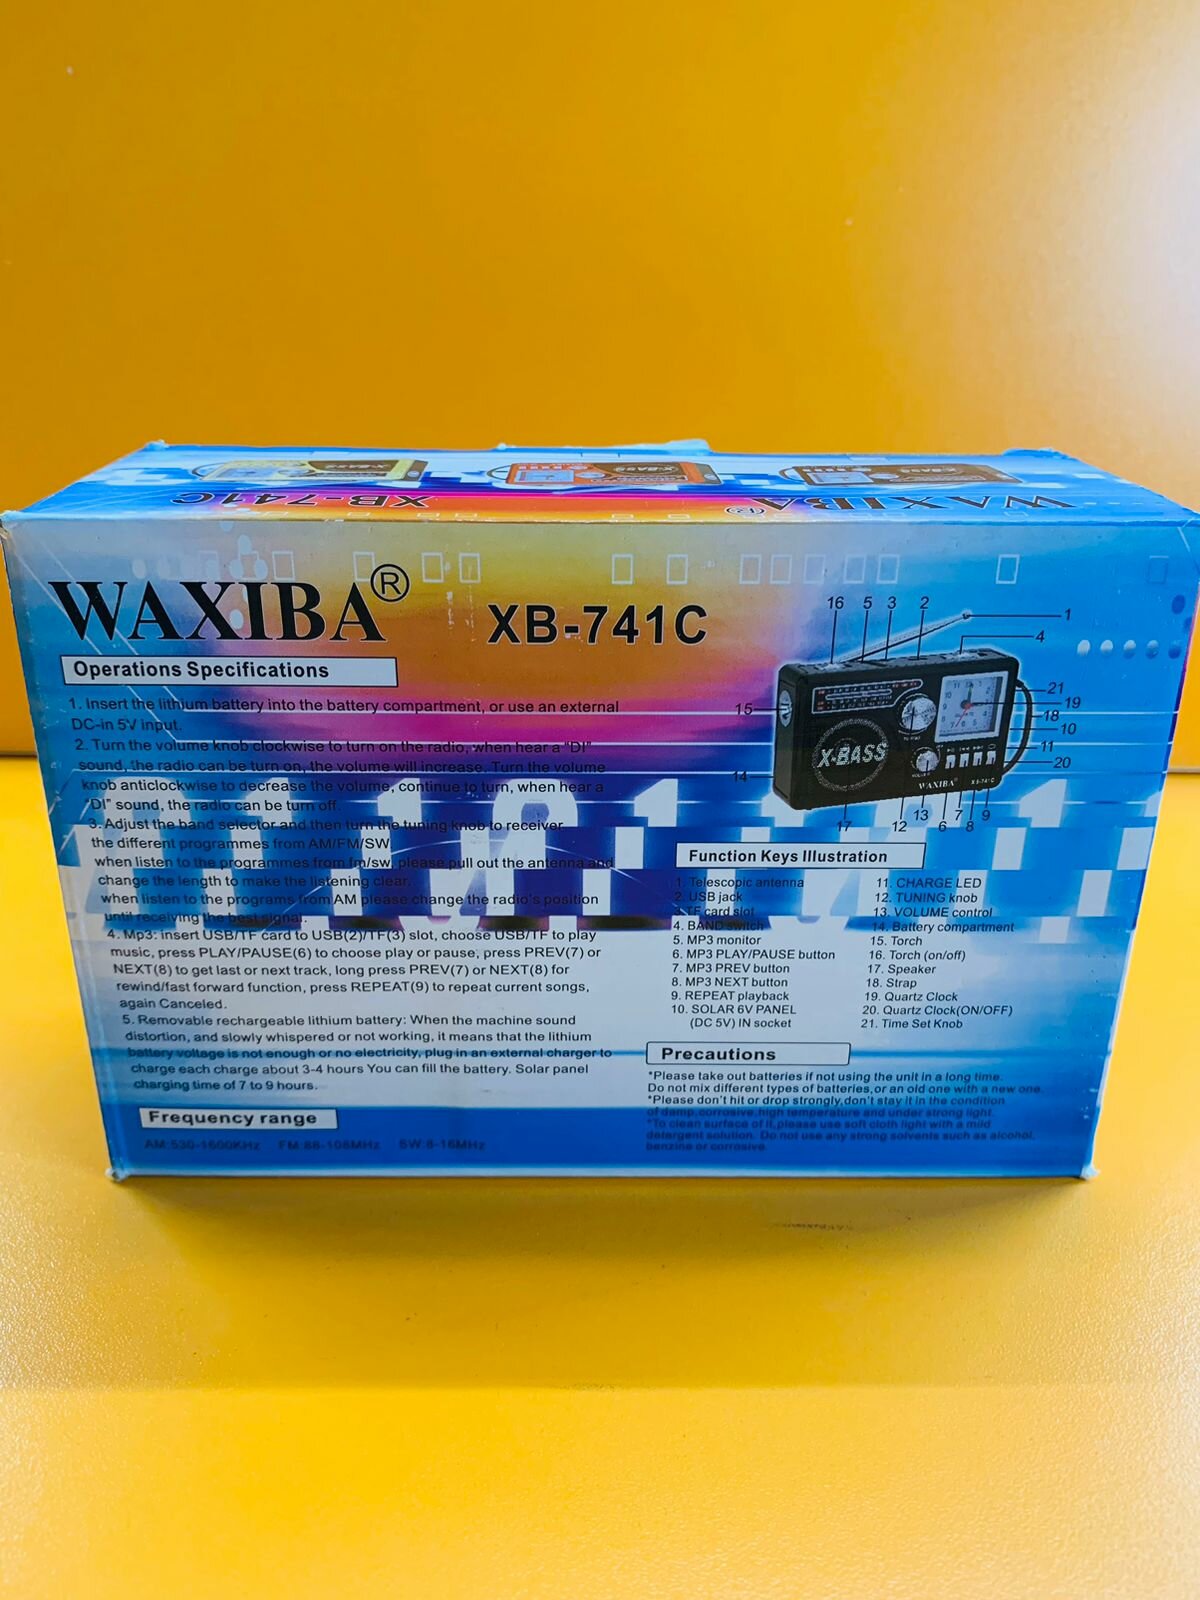 XB-741C
X-BASS
X-BASS
X-BASS
WAXIBA®
WAXIBA®
XB-741C
Operations Specifications
1. Insert the lithium battery into the battery compartment, or use an external
DC-in 5V input.
2. Turn the volume knob clockwise to turn on the radio, when hear a "DI"
sound, the radio can be turn on, the volume will increase. Turn the volume
knob anticlockwise to decrease the volume, continue to turn, when hear a
"DI" sound, the radio can be turn off.
3. Adjust the band selector and then turn the tuning knob to receiver
the different programmes from AM/FM/SW,
when listen to the programmes from fm/sw, please pull out the antenna and
change the length to make the listening clear.
when listen to the programs from AM please change the radio's position
until receiving the best signal.
4. Mp3: insert USB/TF card to USB(2)/TF(3) slot, choose USB/TF to play
music, press PLAY/PAUSE(6) to choose play or pause, press PREV(7) or
NEXT(8) to get last or next track, long press PREV(7) or NEXT(8) for
rewind/fast forward function, press REPEAT(9) to repeat current songs,
again Canceled.
5. Removable rechargeable lithium battery: When the machine sound
distortion, and slowly whispered or not working, it means that the lithium
battery voltage is not enough or no electricity, plug in an external charger to
charge each charge about 3-4 hours You can fill the battery. Solar panel
charging time of 7 to 9 hours.
Frequency range
AM:530-1600KHz FM:88-108MHz SW:8-16MHz
16 5 3 2
1
4
15
21
19
18
10
11
20
14
17 12 13 6 7 8 9
X-BASS
WAXIBA
XB-741C
Function Keys Illustration
1. Telescopic antenna
2. USB jack
3. TF card slot
4. BAND switch
5. MP3 monitor
6. MP3 PLAY/PAUSE button
7. MP3 PREV button
8. MP3 NEXT button
9. REPEAT playback
10. SOLAR 6V PANEL
(DC 5V) IN socket
11. CHARGE LED
12. TUNING knob
13. VOLUME control
14. Battery compartment
15. Torch
16. Torch (on/off)
17. Speaker
18. Strap
19. Quartz Clock
20. Quartz Clock(ON/OFF)
21. Time Set Knob
Precautions
*Please take out batteries if not using the unit in a long time.
Do not mix different types of batteries,or an old one with a new one.
*Please don't hit or drop strongly,don't stay it in the condition
of damp,corrosive,high temperature and under strong light.
*To clean surface of it,please use soft cloth light with a mild
detergent solution. Do not use any strong solvents such as alcohol,
benzine or corrosive.